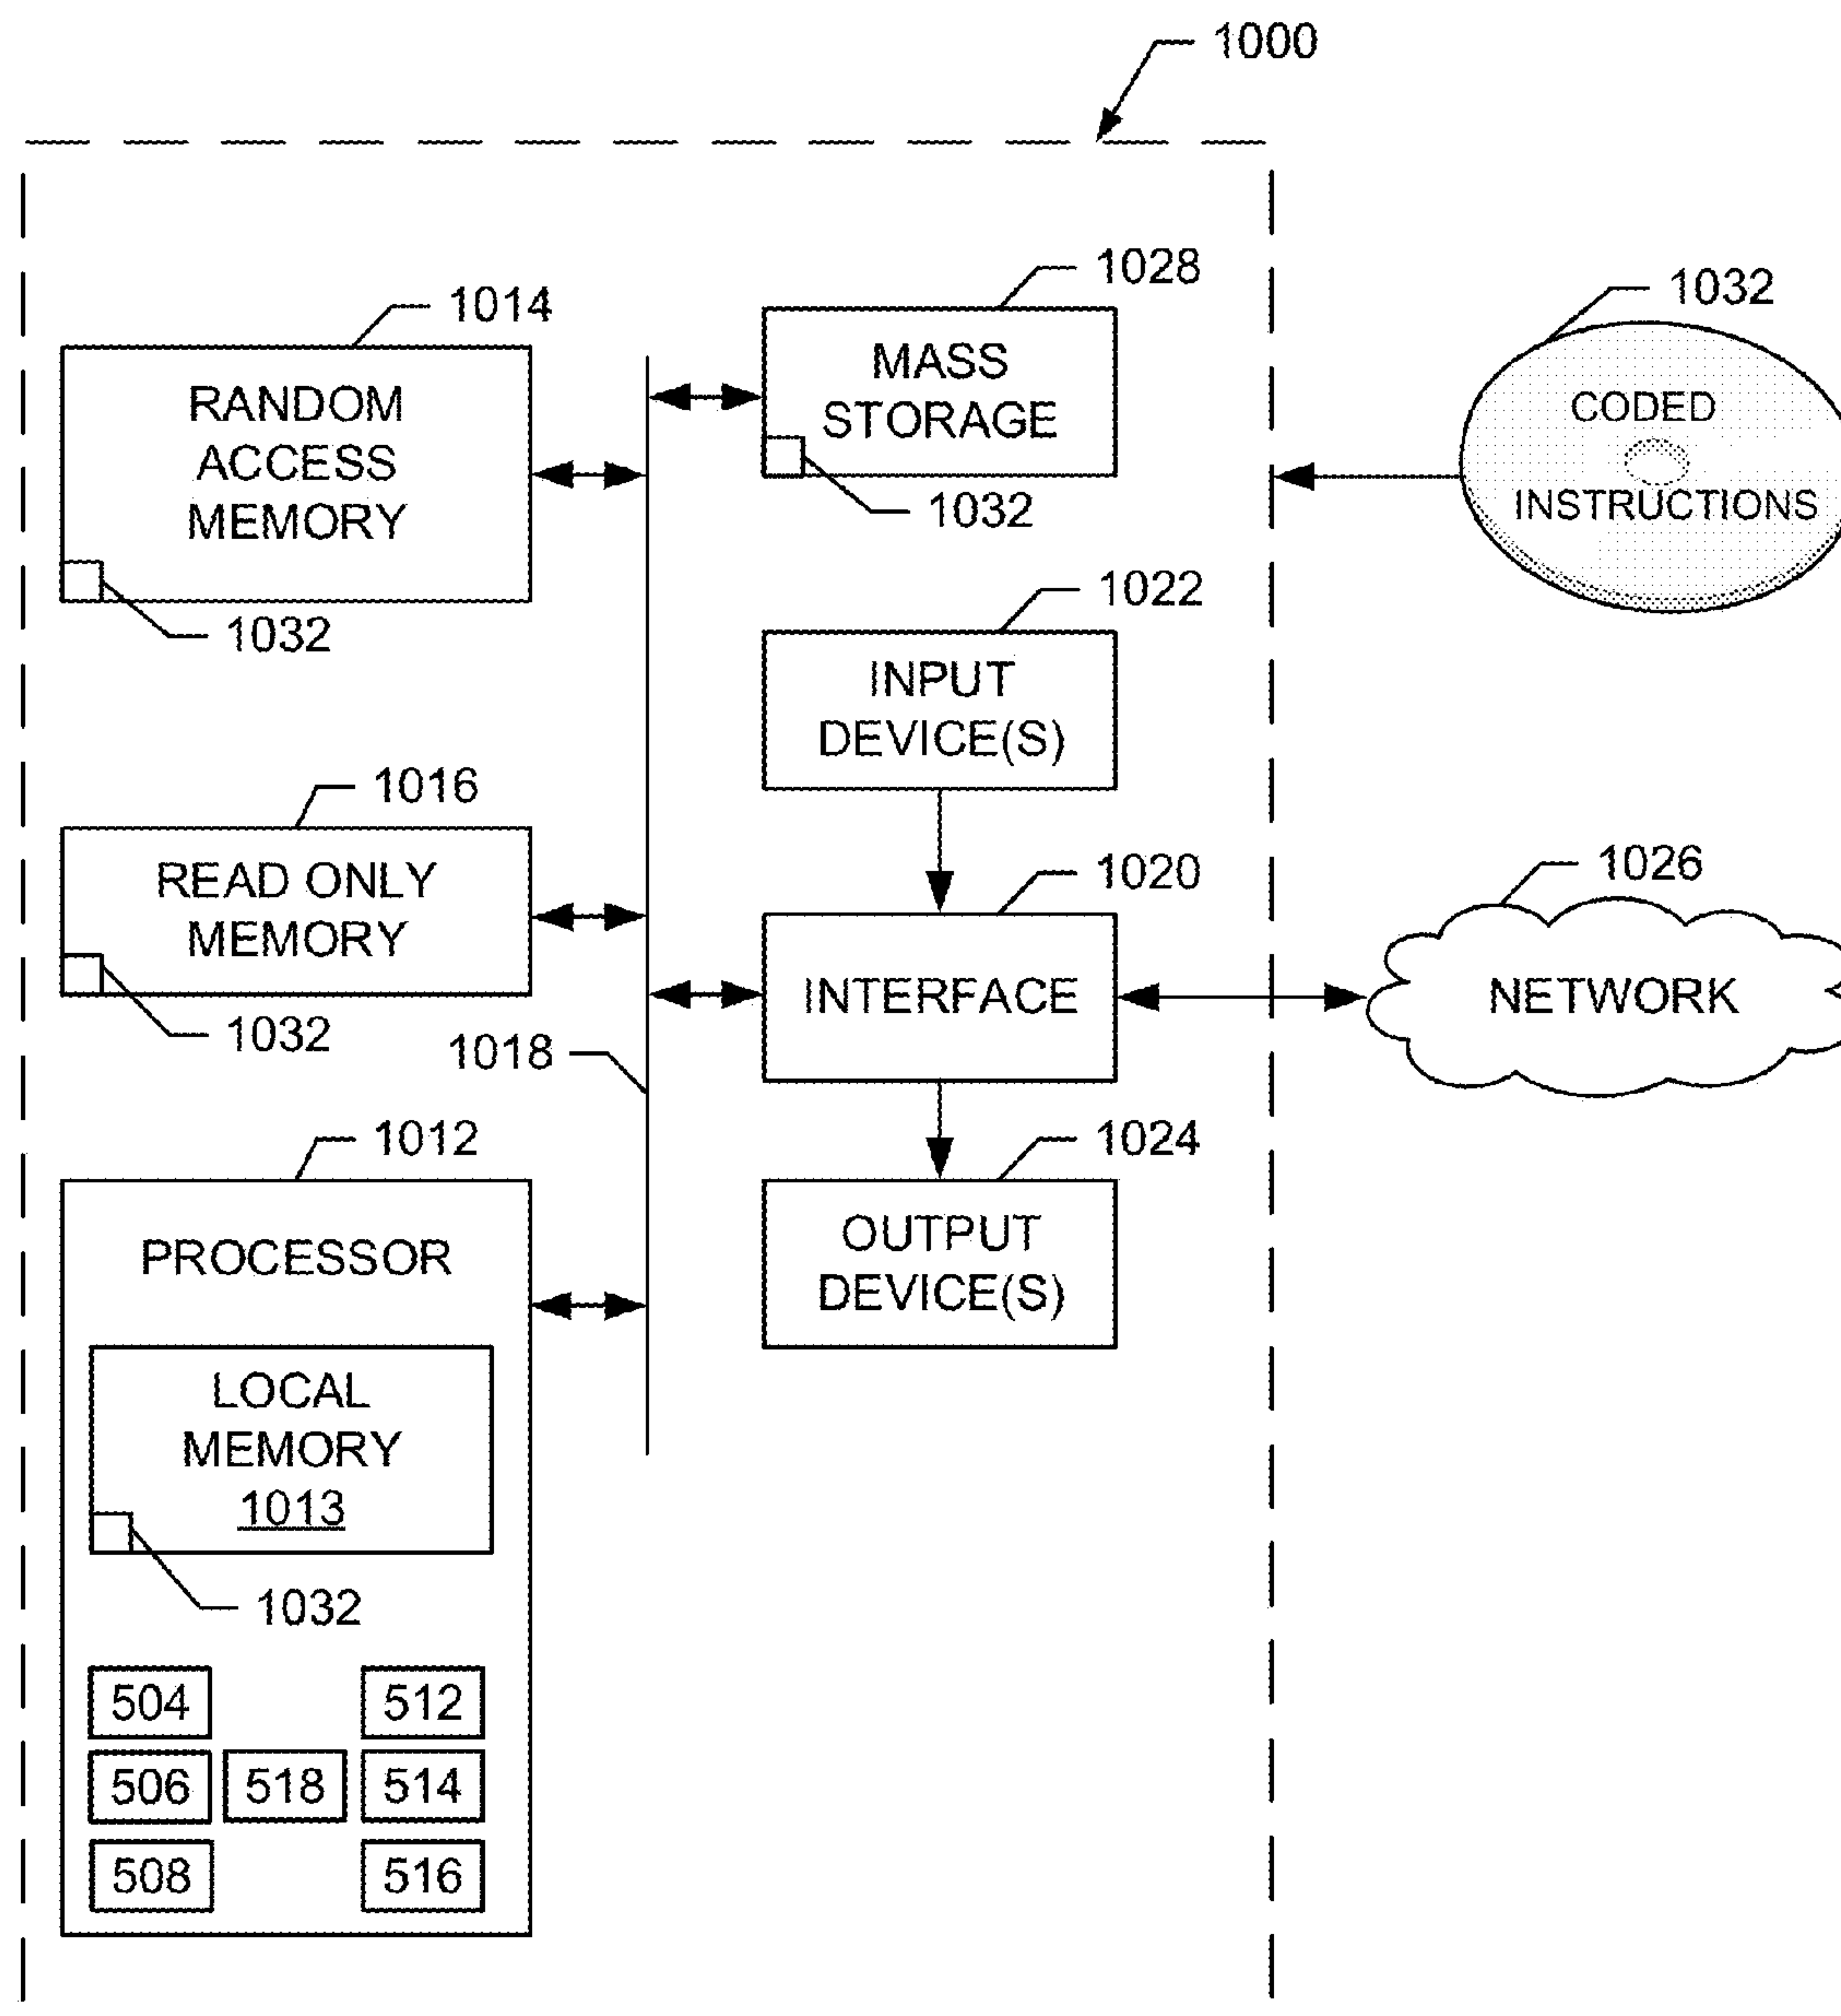 1000
1028
1014
1032
MASS
STORAGE
RANDOM
ACCESS
MEMORY
CODED
INSTRUCTIONS
1032
1032
1022
INPUT
DEVICE(S)
1016
READ ONLY
MEMORY
1032
1020
INTERFACE
1026
NETWORK
1018
1012
1024
PROCESSOR
OUTPUT
DEVICE(S)
LOCAL
MEMORY
1013
1032
504
512
506
518
514
508
516